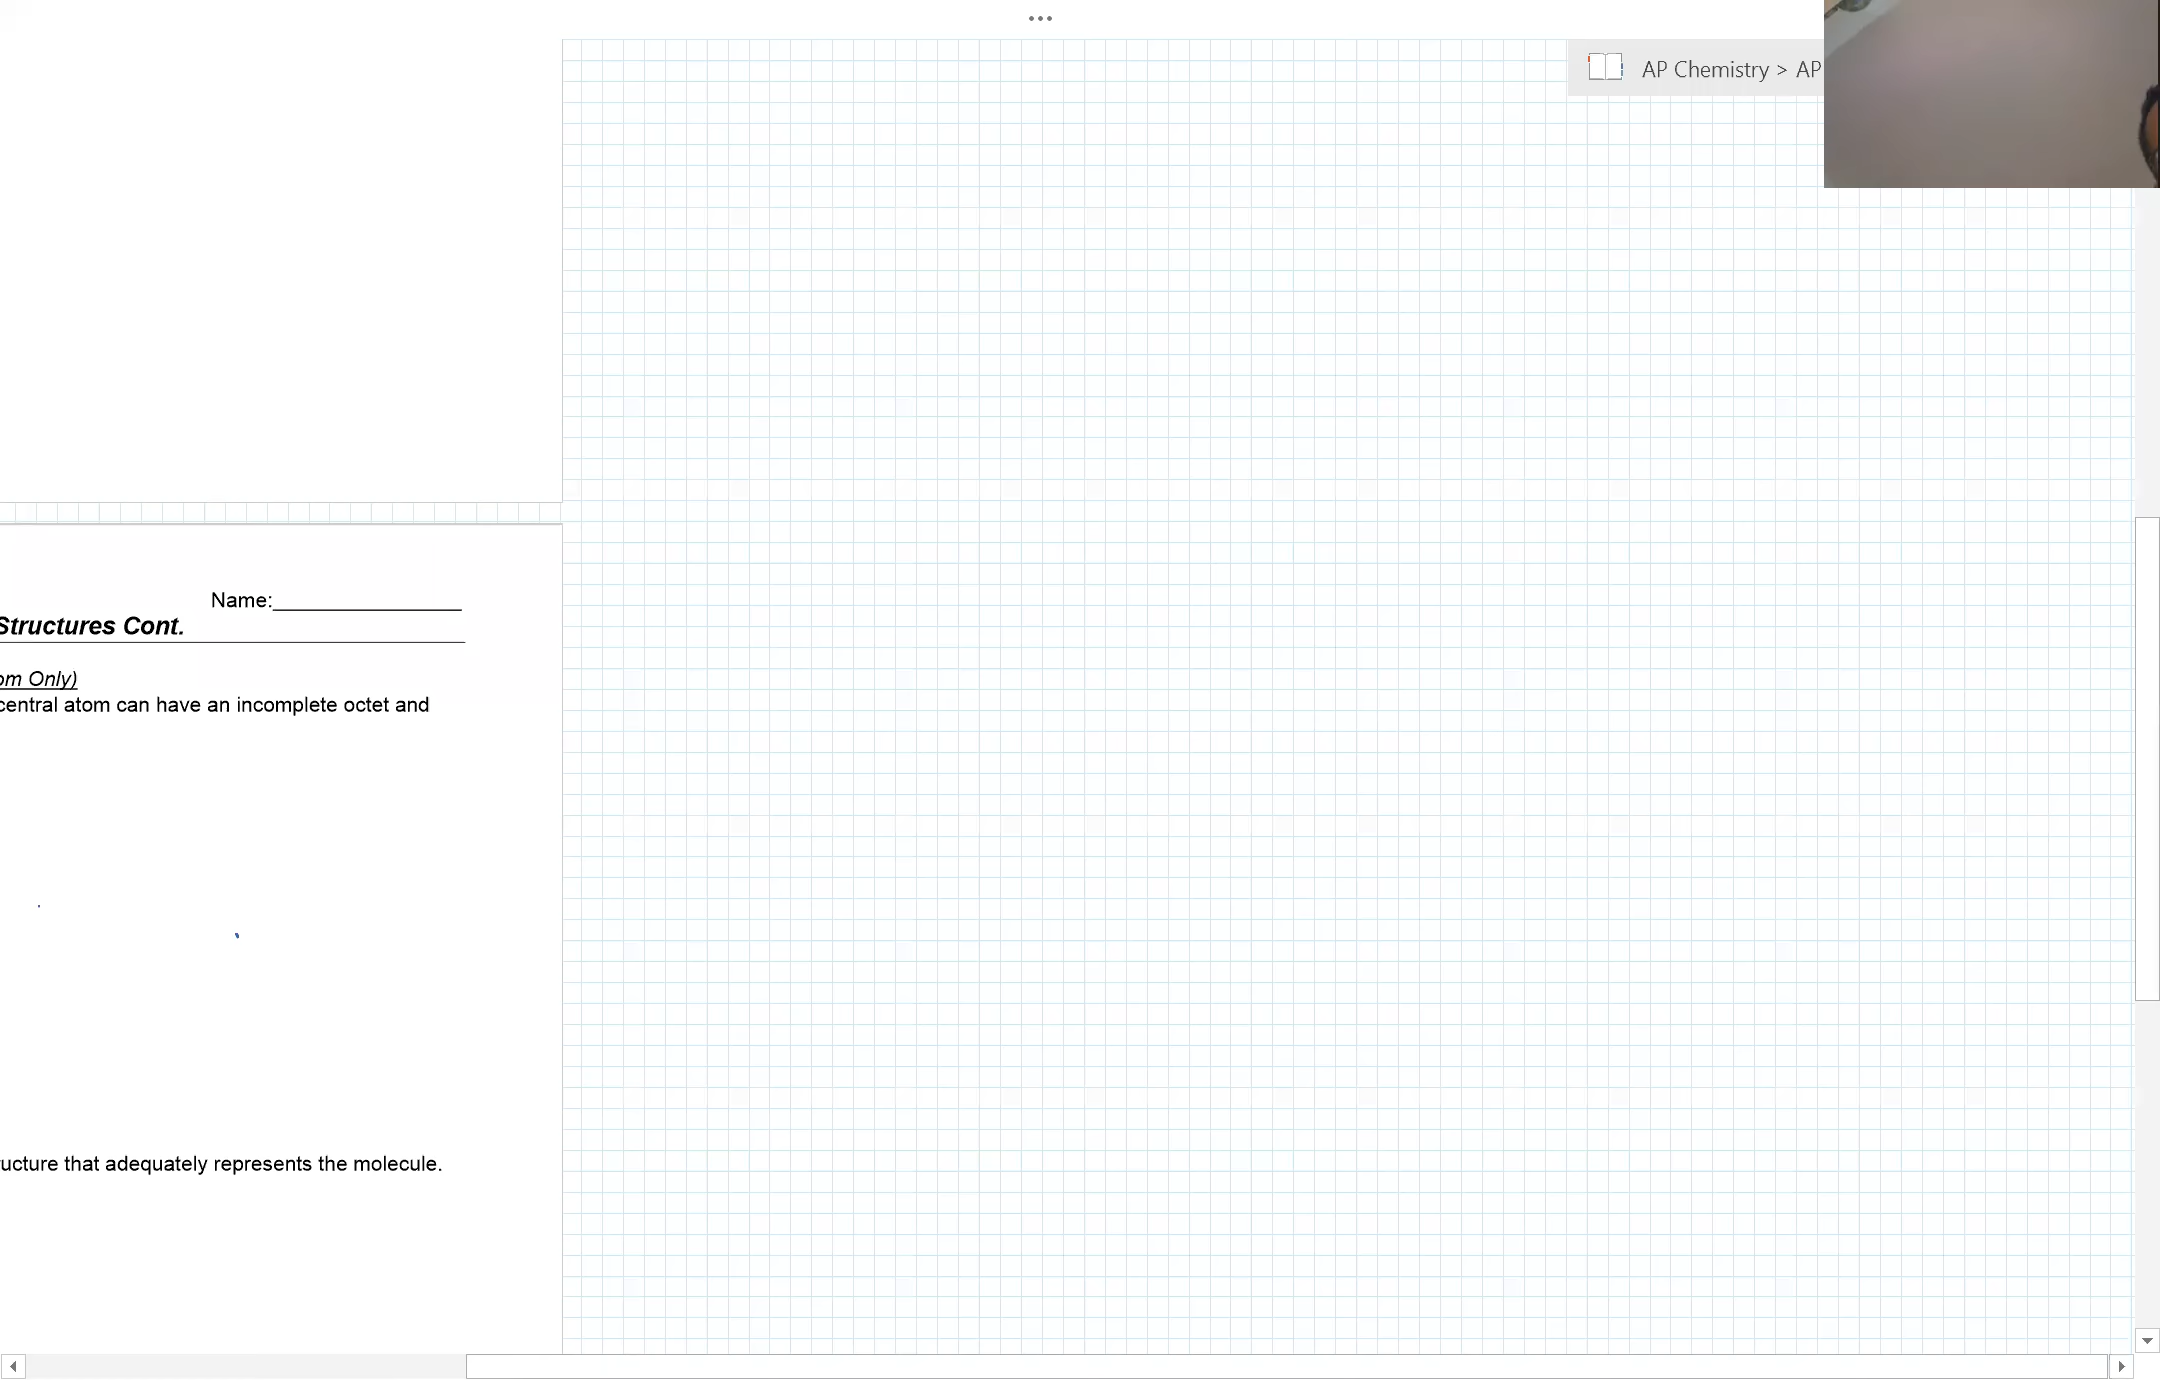 AP Chemistry > AP
Name:
Structures Cont.
om Only)
central atom can have an incomplete octet and
ucture that adequately represents the molecule.